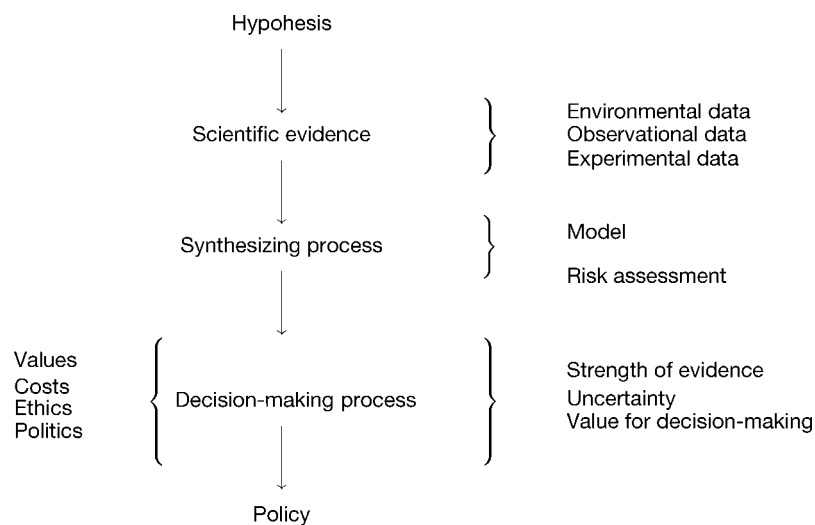 Hypohesis
Scientific evidence
Environmental data
Observational data
Experimental data
Synthesizing process
Model
Risk assessment
Values
Costs
Ethics
Politics
Decision-making process
Strength of evidence
Uncertainty
Value for decision-making
Policy